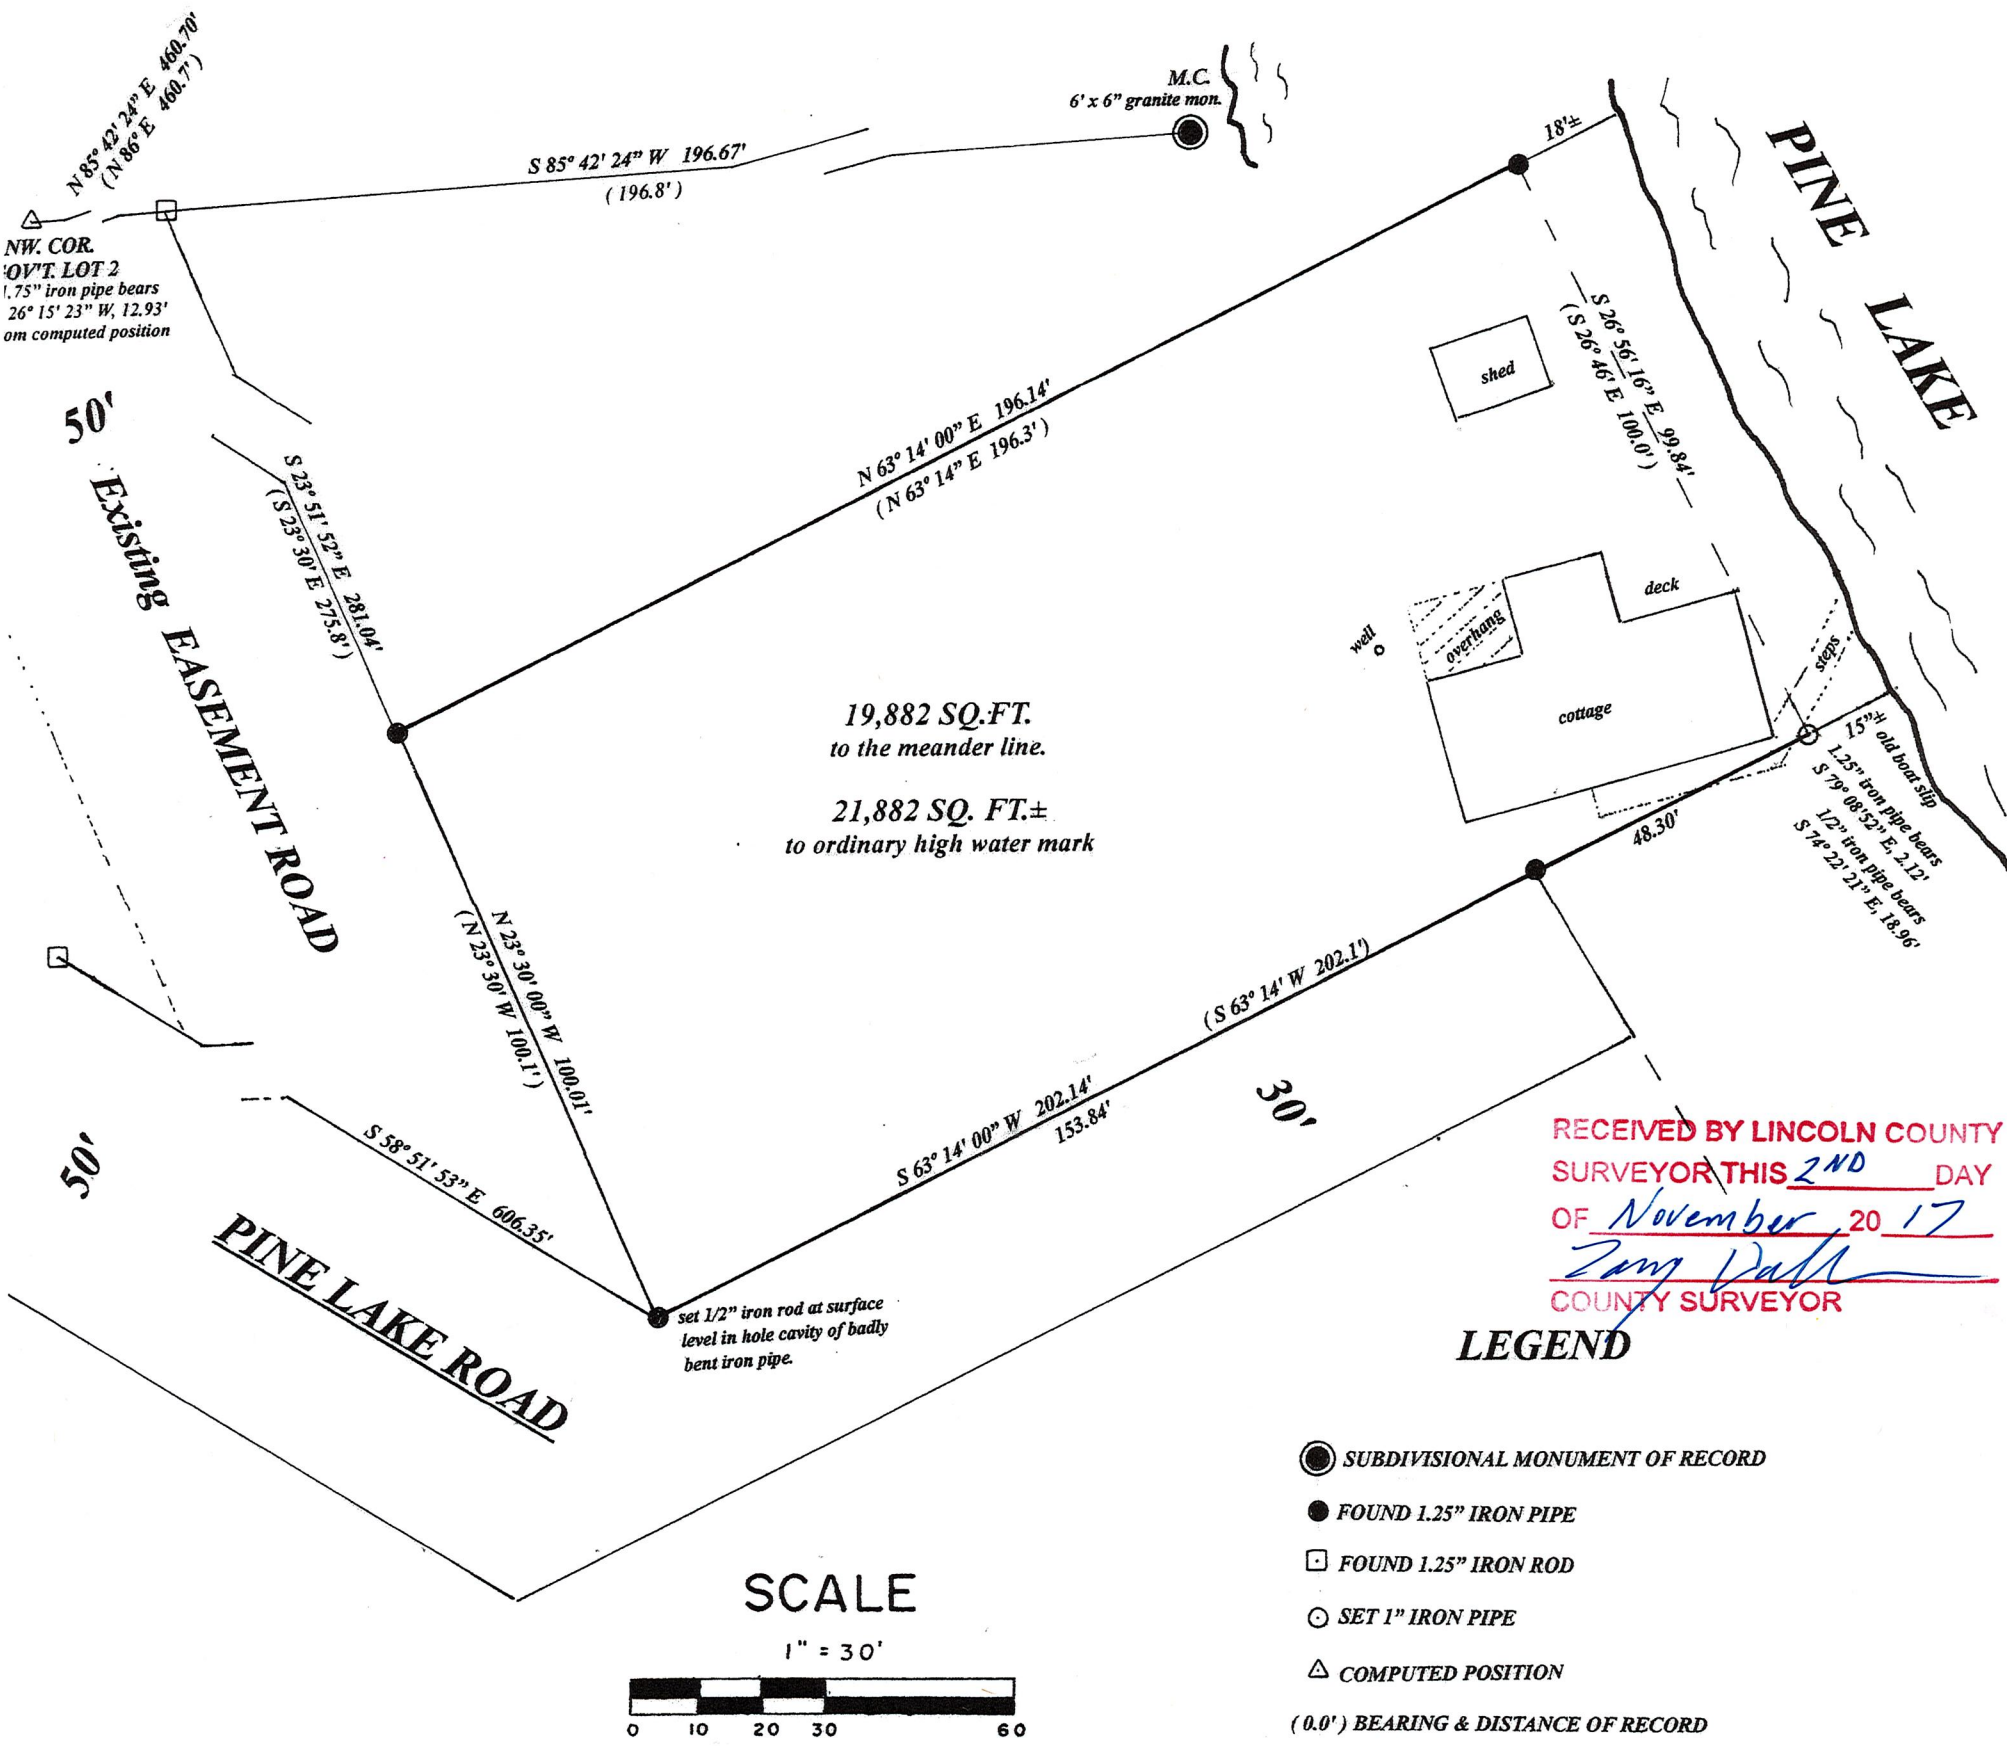 N 85° 42' 24" E 460.70'
( N 86° E 460.7' )
M.C.
6' x 6" granite mon.
18'±
S 85° 42' 24" W 196.67'
( 196.8' )
PINE LAKE
NW. COR.
OV'T. LOT 2
1.75" iron pipe bears
26° 15' 23" W, 12.93'
om computed position
50'
Existing EASEMENT ROAD
S 23° 51' 52" E 281.04'
( S 23° 30' E 275.8' )
N 63° 14' 00" E 196.14'
( N 63° 14" E 196.3' )
shed
S 26° 56' 16" E 99.84'
( S 26° 46' E 100.0' )
well
overhang
deck
steps
cottage
19,882 SQ. FT.
to the meander line.
21,882 SQ. FT.±
to ordinary high water mark
15"±
old boat slip
1.25" iron pipe bears
S 79° 08'52" E, 2.12'
1/2" iron pipe bears
S 74° 22' 21" E, 18.96'
48.30'
N 23° 30' 00" W 100.01'
( N 23° 30' W 100.1' )
( S 63° 14' W 202.1')
S 63° 14' 00" W 202.14'
153.84'
30'
50'
S 58° 51' 53" E 606.35'
PINE LAKE ROAD
set 1/2" iron rod at surface
level in hole cavity of badly
bent iron pipe.
RECEIVED BY LINCOLN COUNTY
SURVEYOR THIS 2ND DAY
OF November 20 17
COUNTY SURVEYOR
LEGEND
SUBDIVISIONAL MONUMENT OF RECORD
FOUND 1.25" IRON PIPE
FOUND 1.25" IRON ROD
SET 1" IRON PIPE
COMPUTED POSITION
( 0.0' ) BEARING & DISTANCE OF RECORD
SCALE
1" = 30'
0 10 20 30 60